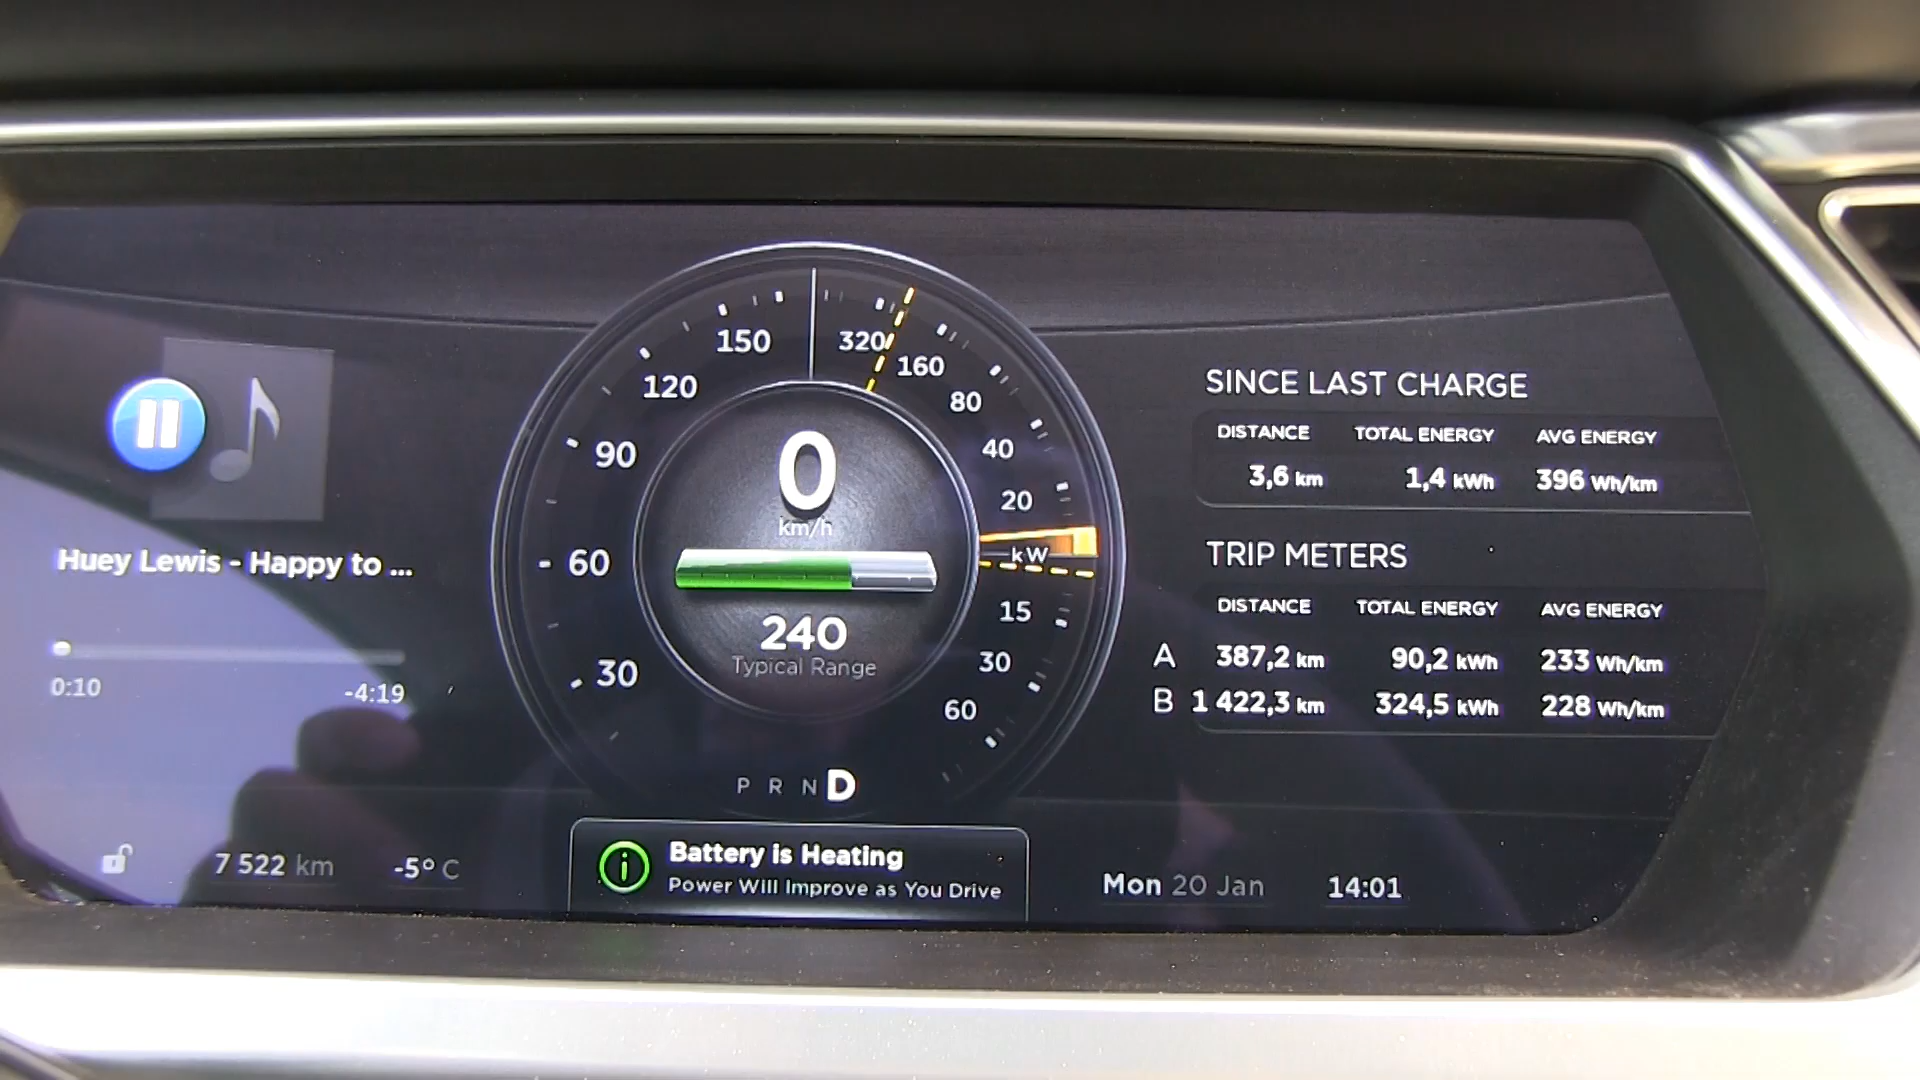 Huey Lewis - Happy to ...
0:10 -4:19
7 522 km -5° C
150 320 160
120 80
90 40
20
60 kW
15
30 30
60
0
km/h
240
Typical Range
P R N D
Battery is Heating
Power Will Improve as You Drive
SINCE LAST CHARGE
DISTANCE TOTAL ENERGY AVG ENERGY
3,6 km 1,4 kWh 396 Wh/km
TRIP METERS
DISTANCE TOTAL ENERGY AVG ENERGY
A 387,2 km 90,2 kWh 233 Wh/km
B 1 422,3 km 324,5 kWh 228 Wh/km
Mon 20 Jan 14:01